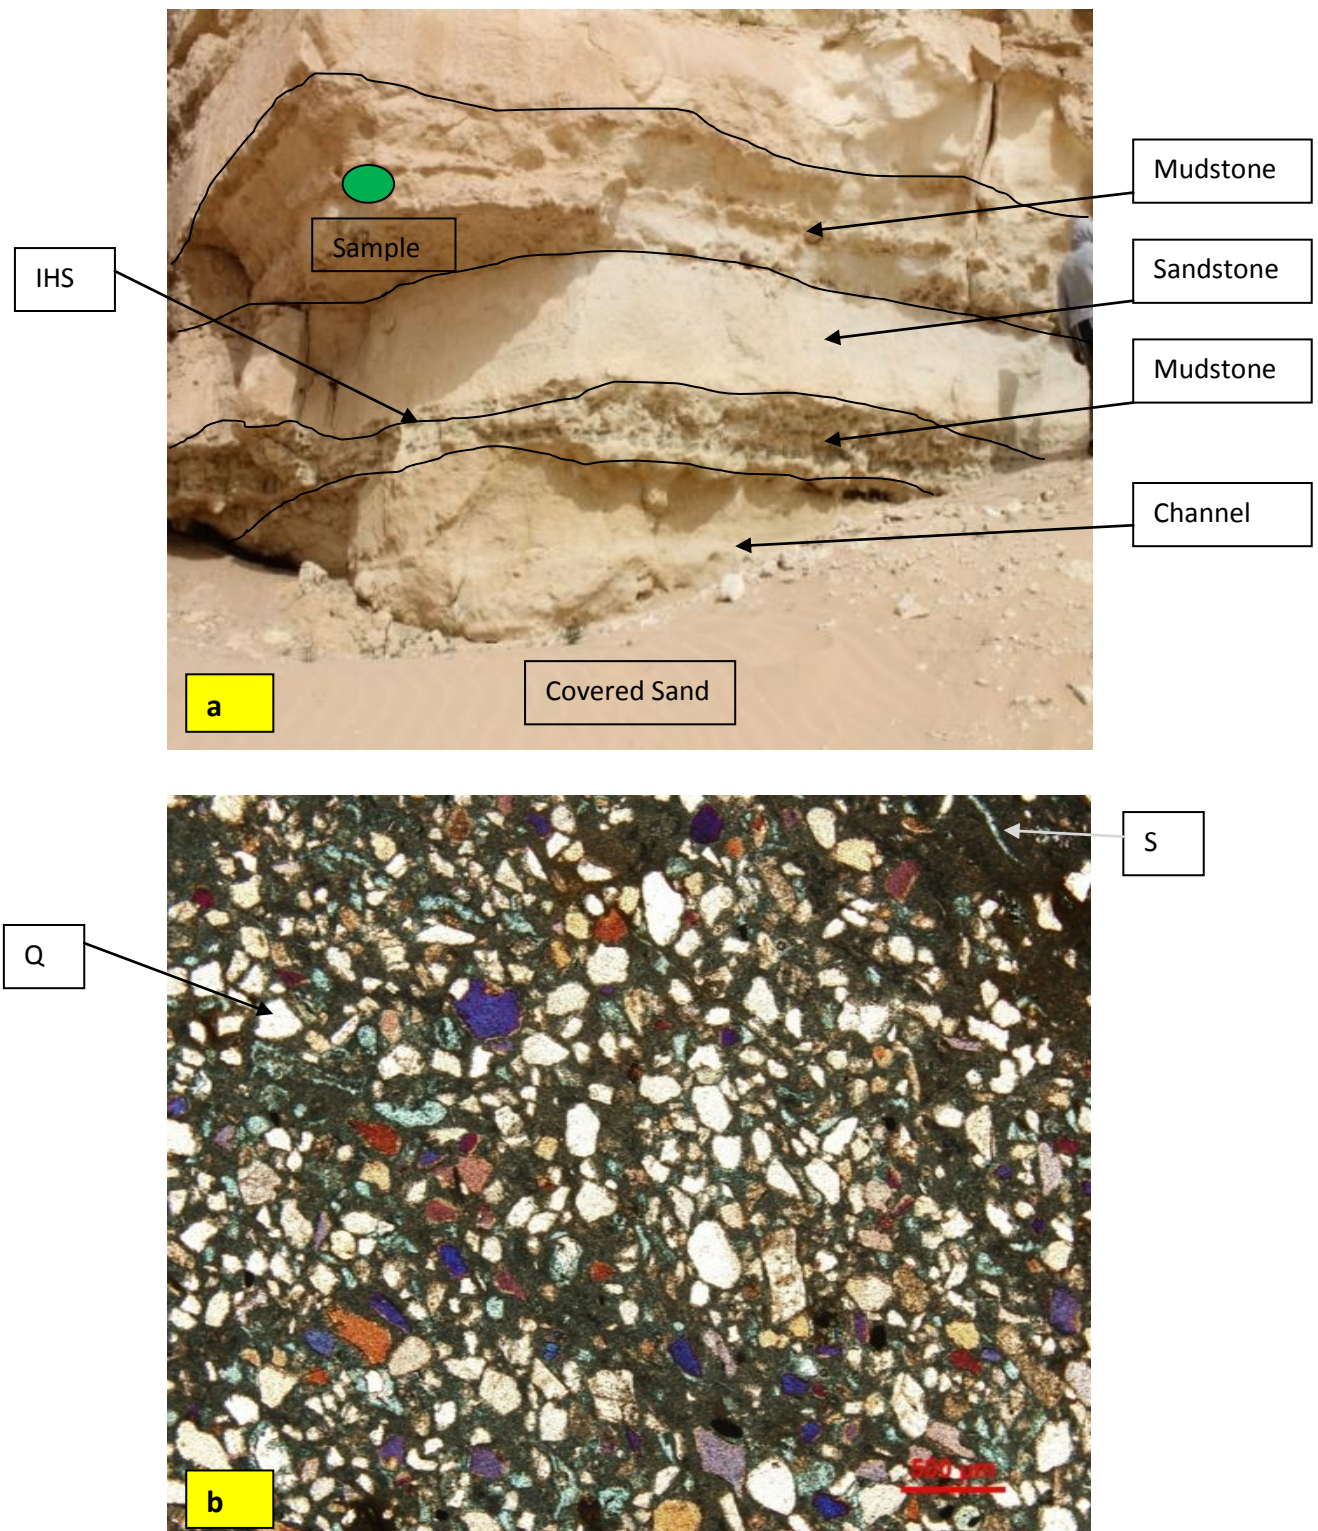 Mudstone
Sample
Sandstone
IHS
Mudstone
Channel
Covered Sand
a
S
Q
500 µm
b